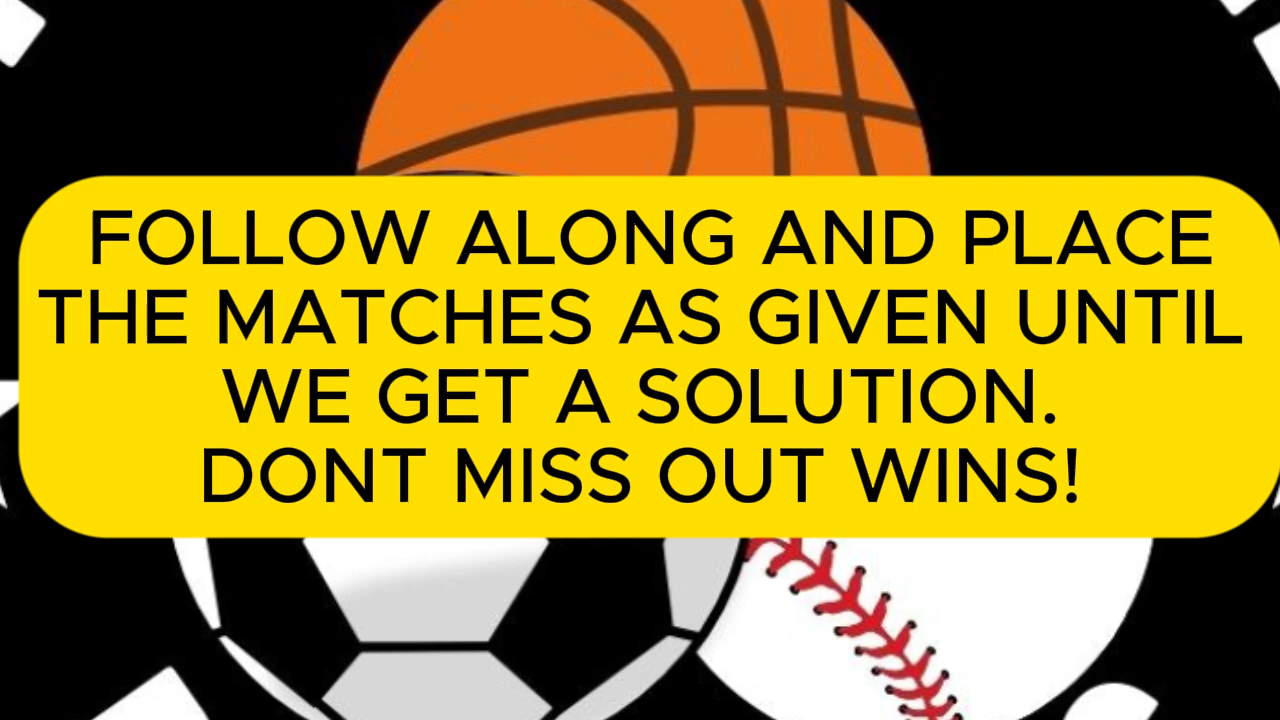 FOLLOW ALONG AND PLACE
THE MATCHES AS GIVEN UNTIL
WE GET A SOLUTION.
DONT MISS OUT WINS!